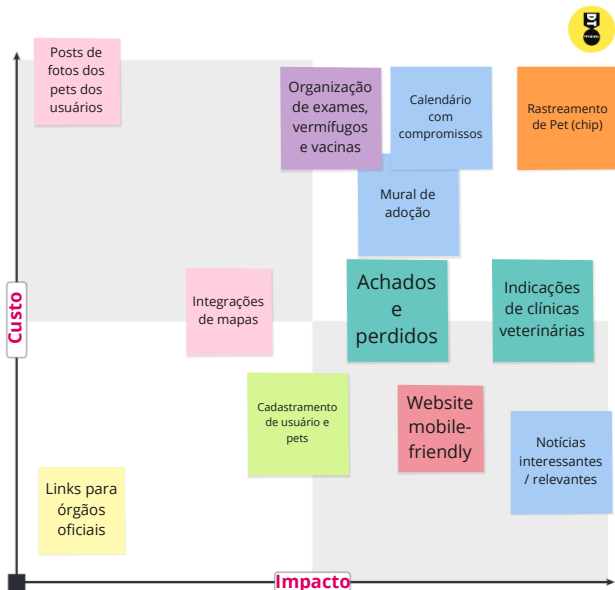 DT
Posts de
fotos dos
pets dos
usuários
Organização
de exames,
vermífugos
e vacinas
Calendário
com
compromissos
Rastreamento
de Pet (chip)
Mural de
adoção
Custo
Integrações
de mapas
Achados
e
perdidos
Indicações
de clínicas
veterinárias
Cadastramento
de usuário e
pets
Website
mobile-
friendly
Notícias
interessantes
/ relevantes
Links para
órgãos
oficiais
Impacto